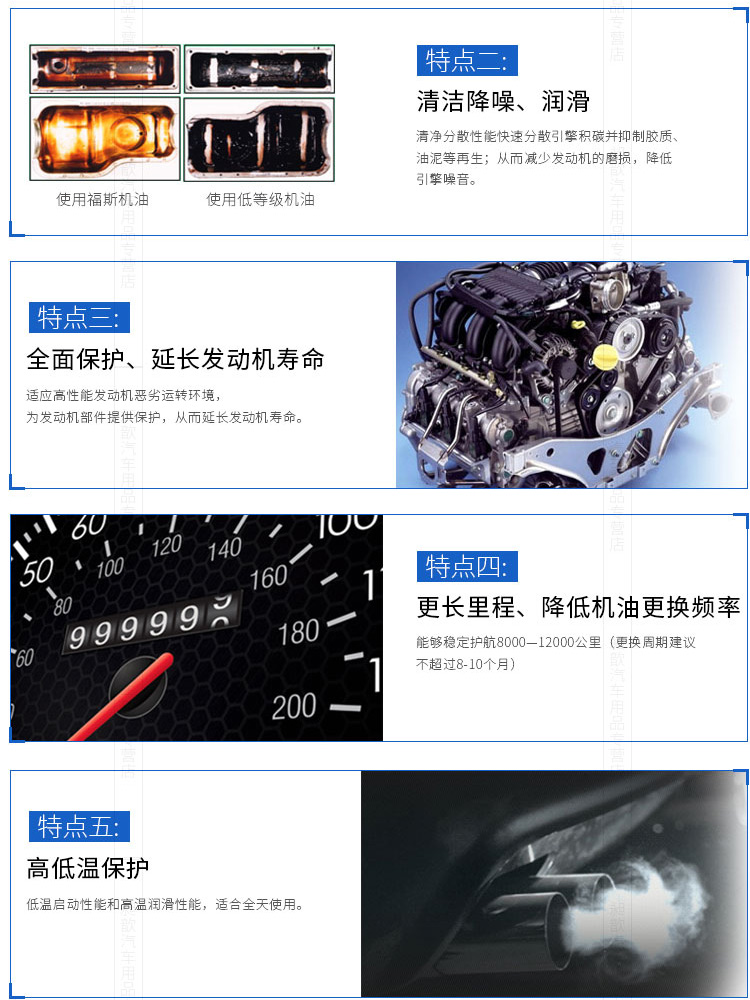 特点二:
清洁降噪、润滑
清净分散性能快速分散引擎积碳并抑制胶质、
油泥等再生；从而减少发动机的磨损，降低
引擎噪音。
使用福斯机油
使用低等级机油
特点三:
全面保护、延长发动机寿命
适应高性能发动机恶劣运转环境，
为发动机部件提供保护，从而延长发动机寿命。
60
50
100
120
140
160
180
200
80
60
999999
特点四:
更长里程、降低机油更换频率
能够稳定护航8000—12000公里（更换周期建议
不超过8-10个月）
特点五:
高低温保护
低温启动性能和高温润滑性能，适合全天使用。